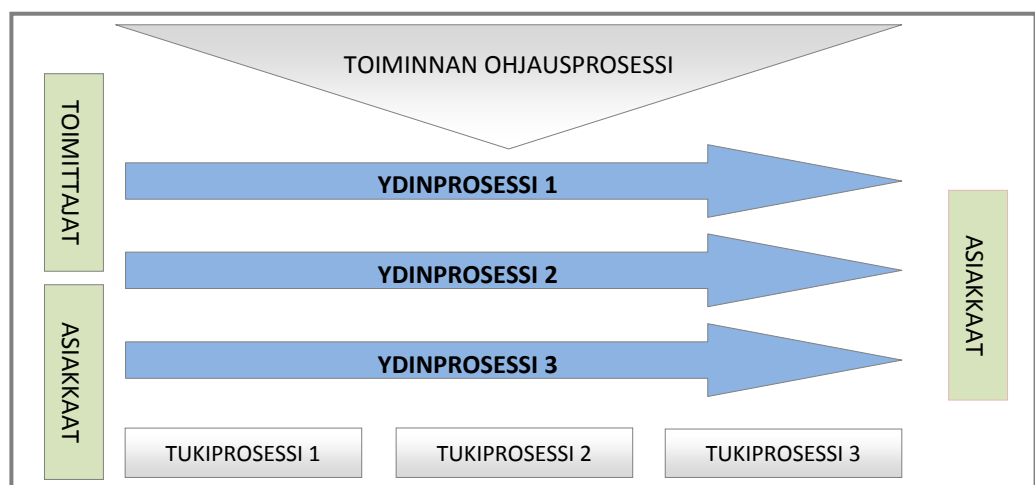 TOIMINNAN OHJAUSPROSESSI
TOIMITTAJAT
ASIAKKAAT
YDINPROSESSI 1
YDINPROSESSI 2
YDINPROSESSI 3
ASIAKKAAT
TUKIPROSESSI 1
TUKIPROSESSI 2
TUKIPROSESSI 3